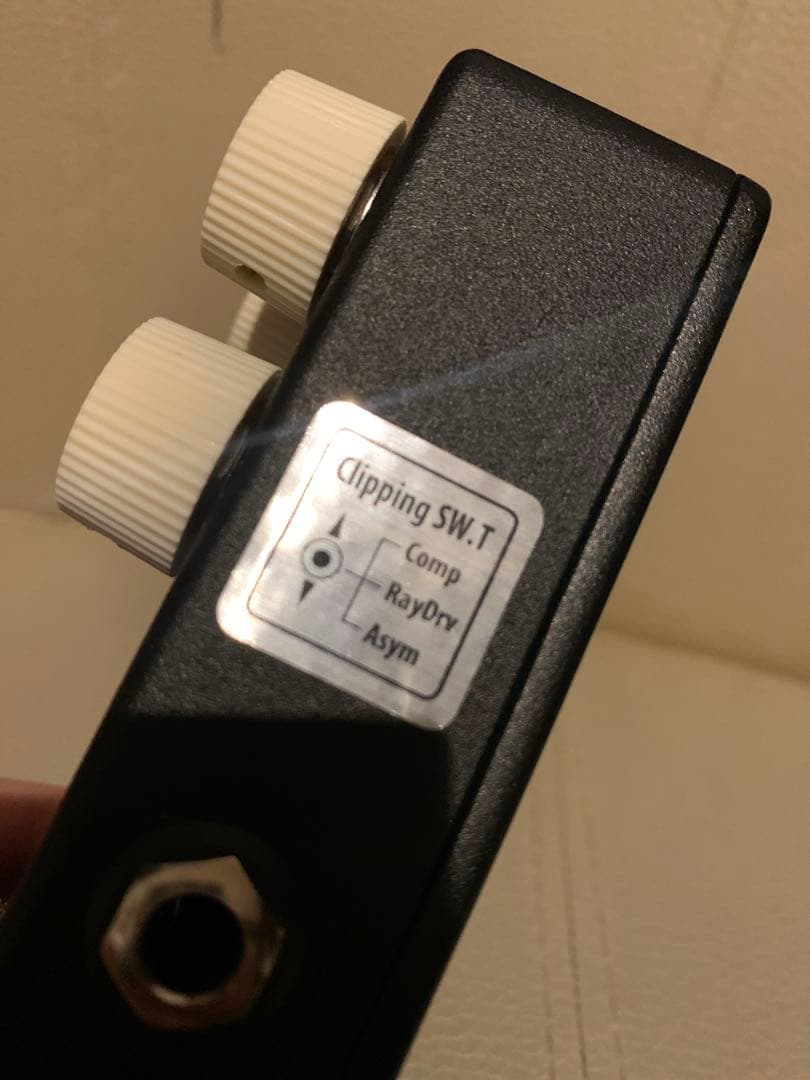 Clipping SW.T
Comp
RayDrv
Asym